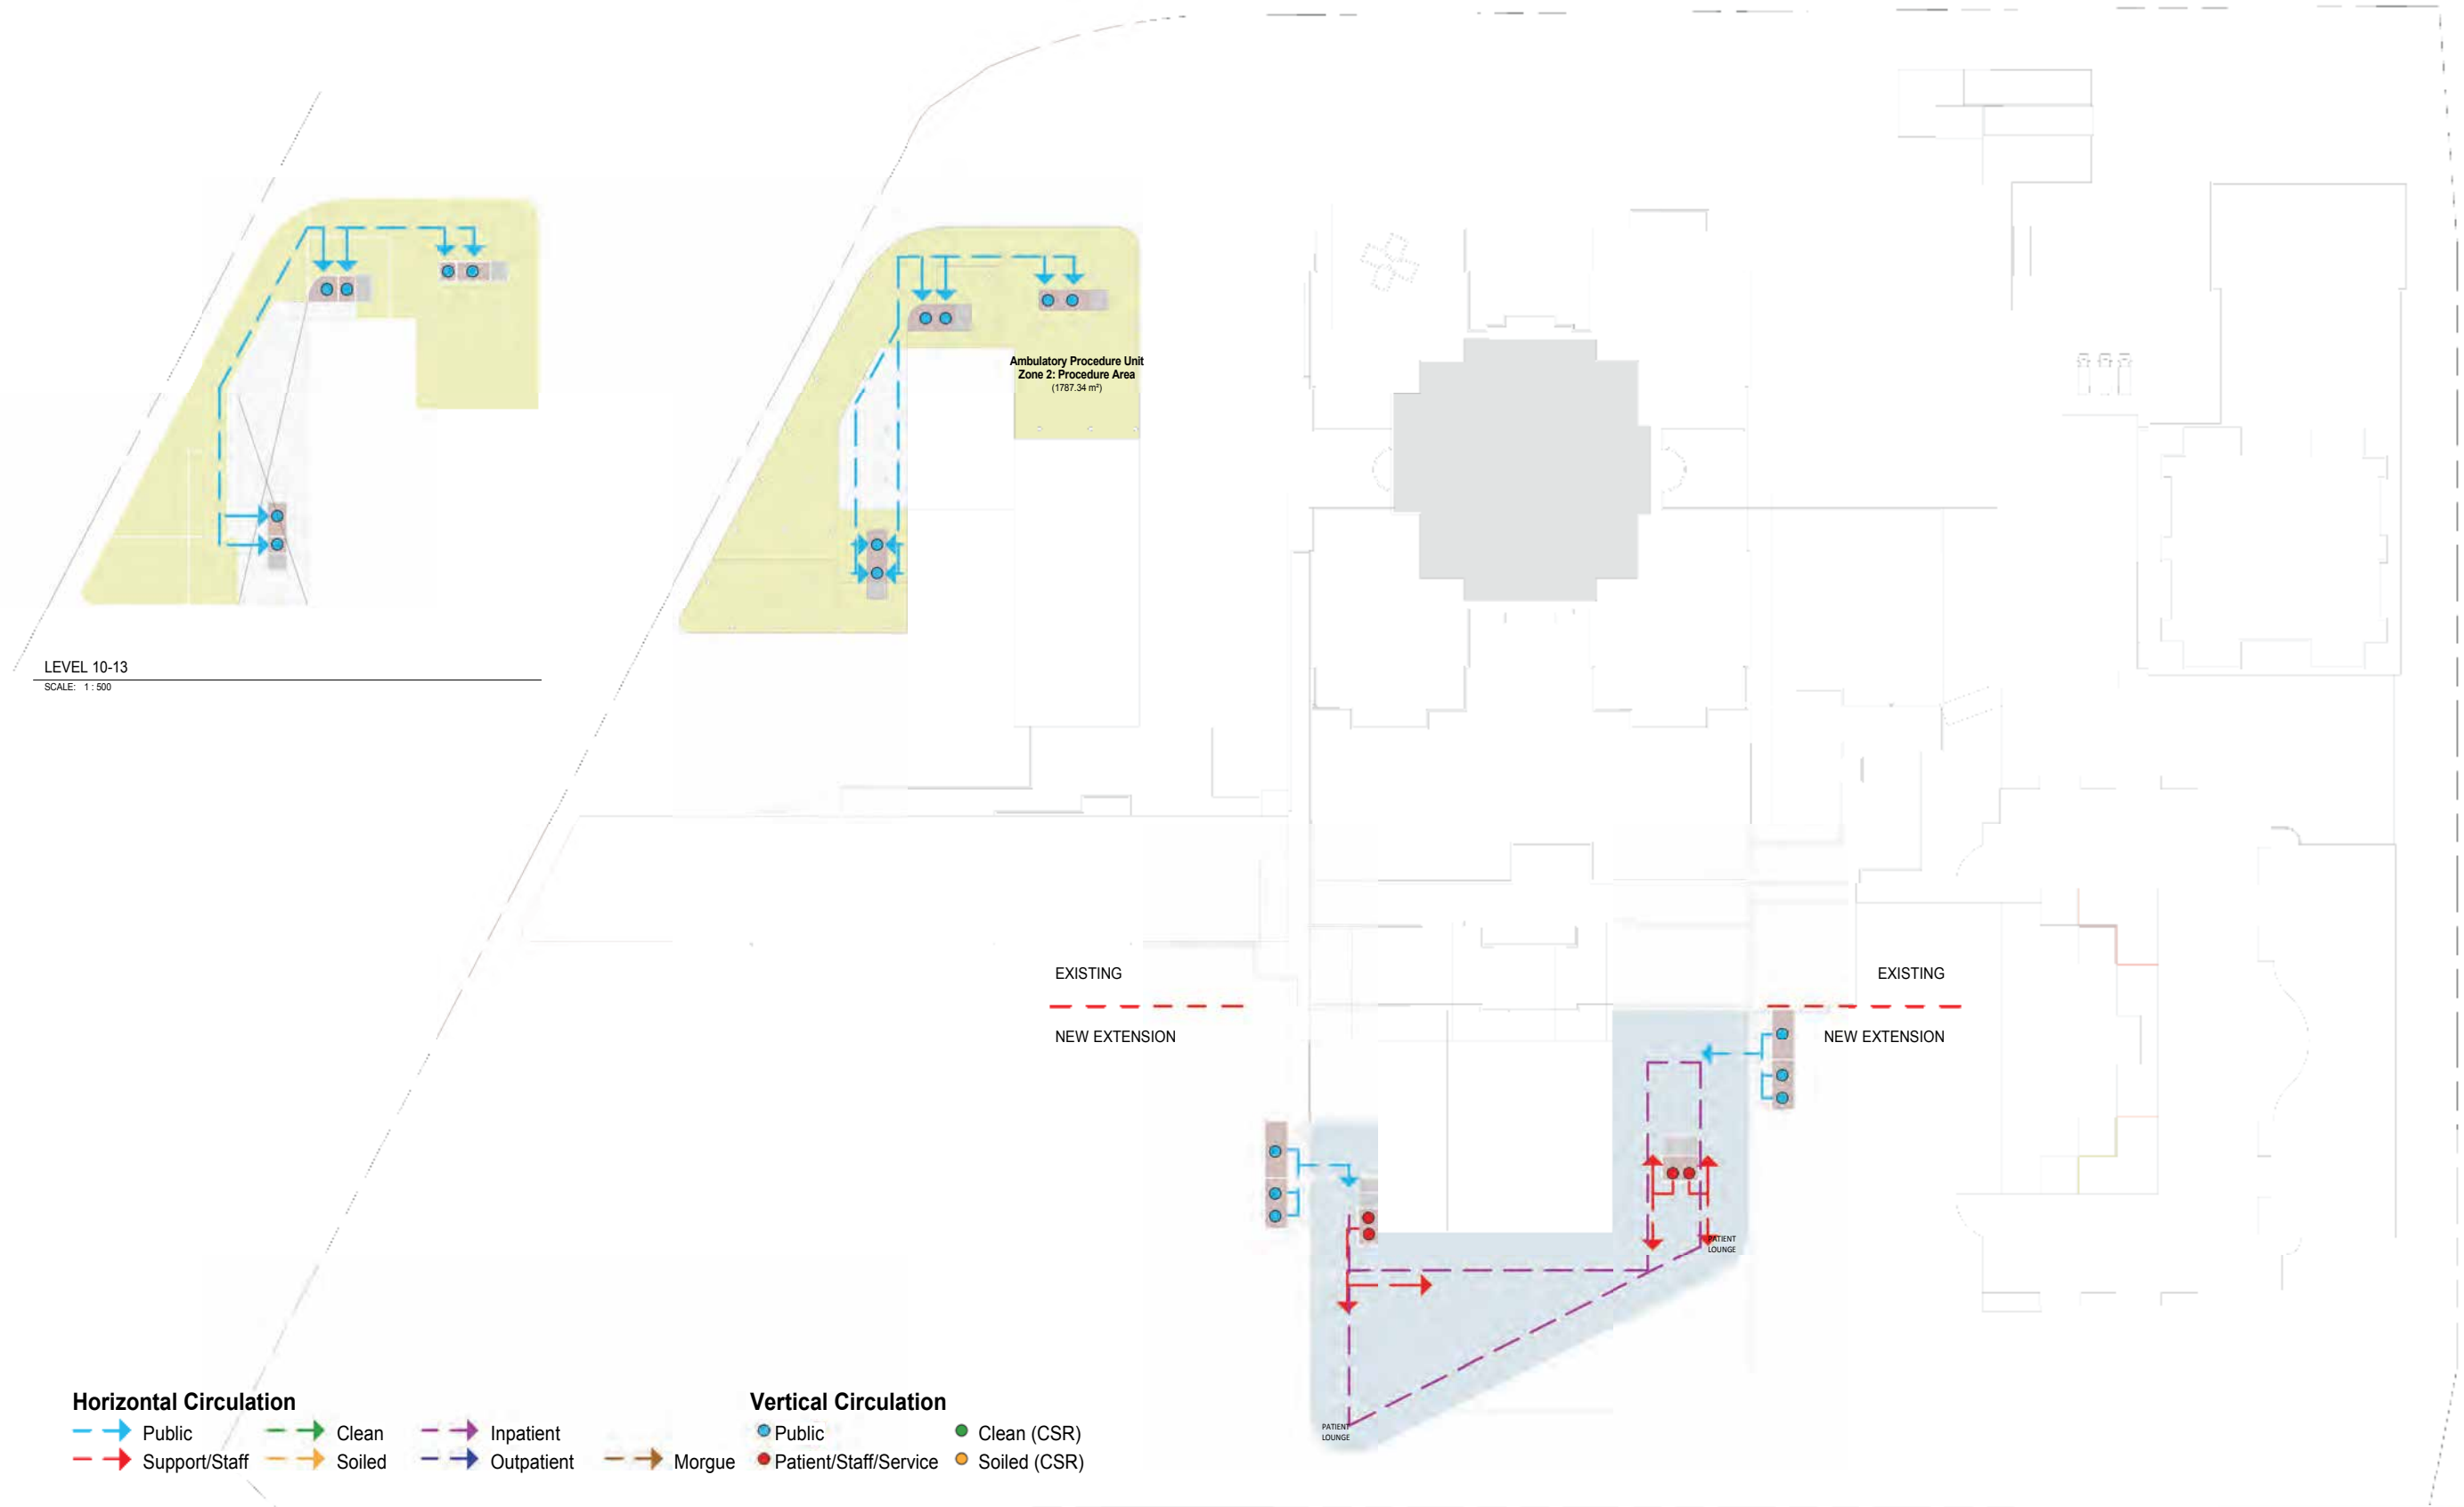 Ambulatory Procedure Unit
Zone 2: Procedure Area
(1787.34 m²)
LEVEL 10-13
SCALE: 1 : 500
EXISTING
EXISTING
NEW EXTENSION
NEW EXTENSION
PATIENT
LOUNGE
PATIENT
LOUNGE
Horizontal Circulation
Public
Clean
Inpatient
Support/Staff
Soiled
Outpatient
Morgue
Vertical Circulation
Public
Clean (CSR)
Patient/Staff/Service
Soiled (CSR)